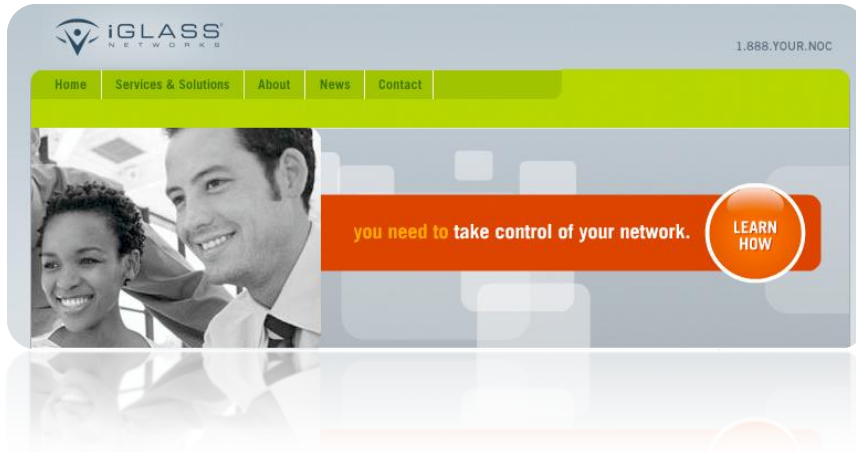 iGLASS
NETWORKS
1.888.YOUR.NOC
Home Services & Solutions About News Contact
you need to take control of your network.
LEARN
HOW